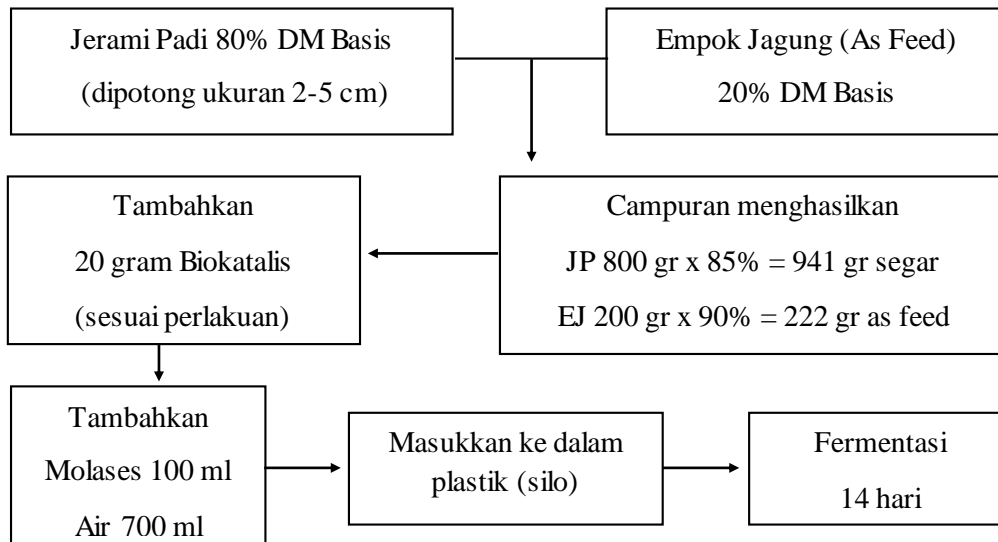 Jerami Padi 80% DM Basis
(dipotong ukuran 2-5 cm)
Empok Jagung (As Feed)
20% DM Basis
Campuran menghasilkan
JP 800 gr x 85% = 941 gr segar
EJ 200 gr x 90% = 222 gr as feed
Tambahkan
20 gram Biokatalis
(sesuai perlakuan)
Tambahkan
Molases 100 ml
Air 700 ml
Masukkan ke dalam
plastik (silo)
Fermentasi
14 hari